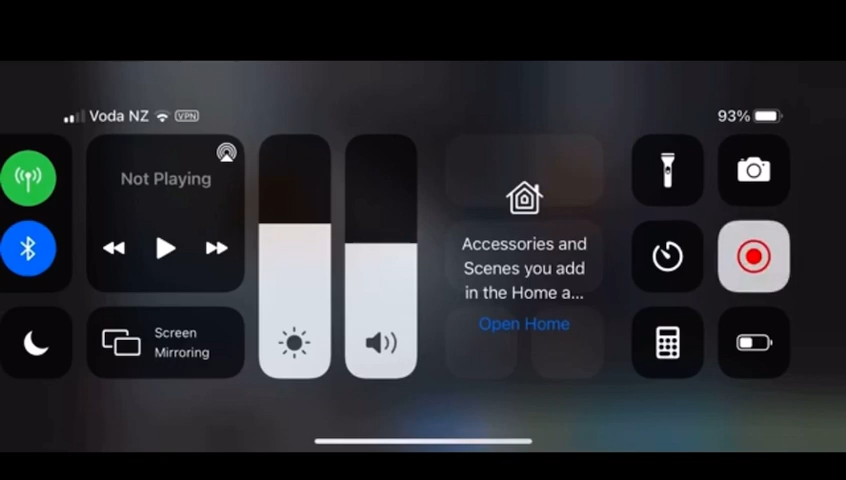 Voda NZ VPN
93%
Not Playing
Screen
Mirroring
Accessories and
Scenes you add
in the Home a...
Open Home